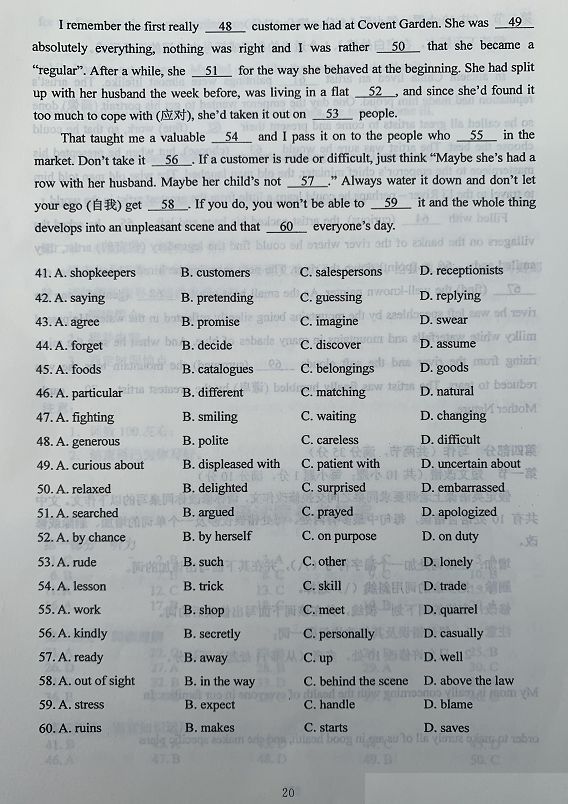 I remember the first really 48 customer we had at Covent Garden. She was 49
absolutely everything, nothing was right and I was rather 50 that she became a
“regular”. After a while, she 51 for the way she behaved at the beginning. She had split
up with her husband the week before, was living in a flat 52 , and since she’d found it
too much to cope with (应对), she’d taken it out on 53 people.
That taught me a valuable 54 and I pass it on to the people who 55 in the
market. Don’t take it 56 . If a customer is rude or difficult, just think “Maybe she’s had a
row with her husband. Maybe her child’s not 57 .” Always water it down and don’t let
your ego (自我) get 58 . If you do, you won’t be able to 59 it and the whole thing
develops into an unpleasant scene and that 60 everyone’s day.
41. A. shopkeepers B. customers C. salespersons D. receptionists
42. A. saying B. pretending C. guessing D. replying
43. A. agree B. promise C. imagine D. swear
44. A. forget B. decide C. discover D. assume
45. A. foods B. catalogues C. belongings D. goods
46. A. particular B. different C. matching D. natural
47. A. fighting B. smiling C. waiting D. changing
48. A. generous B. polite C. careless D. difficult
49. A. curious about B. displeased with C. patient with D. uncertain about
50. A. relaxed B. delighted C. surprised D. embarrassed
51. A. searched B. argued C. prayed D. apologized
52. A. by chance B. by herself C. on purpose D. on duty
53. A. rude B. such C. other D. lonely
54. A. lesson B. trick C. skill D. trade
55. A. work B. shop C. meet D. quarrel
56. A. kindly B. secretly C. personally D. casually
57. A. ready B. away C. up D. well
58. A. out of sight B. in the way C. behind the scene D. above the law
59. A. stress B. expect C. handle D. blame
60. A. ruins B. makes C. starts D. saves
20